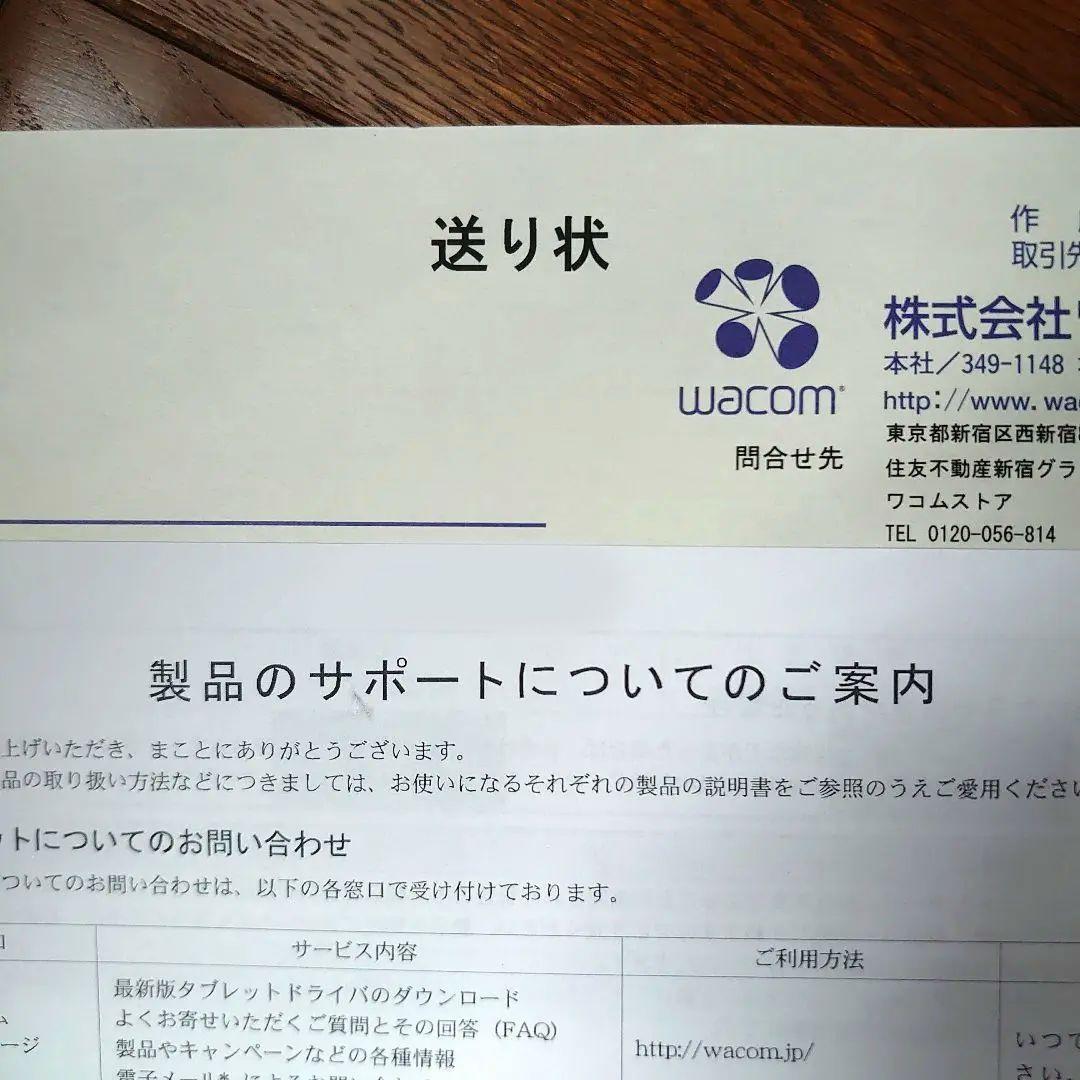 送り状
作
取引先
wacom
株式会社
本社／349-1148
http://www.wac
東京都新宿区西新宿
問合せ先
住友不動産新宿グラ
ワコムストア
TEL 0120-056-814
製品のサポートについてのご案内
上げいただき、まことにありがとうございます。
品の取り扱い方法などにつきましては、お使いになるそれぞれの製品の説明書をご参照のうえご愛用くださ
ットについてのお問い合わせ
ついてのお問い合わせは、以下の各窓口で受け付けております。
サービス内容
ご利用方法
最新版タブレットドライバのダウンロード
よくお寄せいただくご質問とその回答（FAQ）
製品やキャンペーンなどの各種情報
ム
ージ
http://wacom.jp/
いつ
さい。